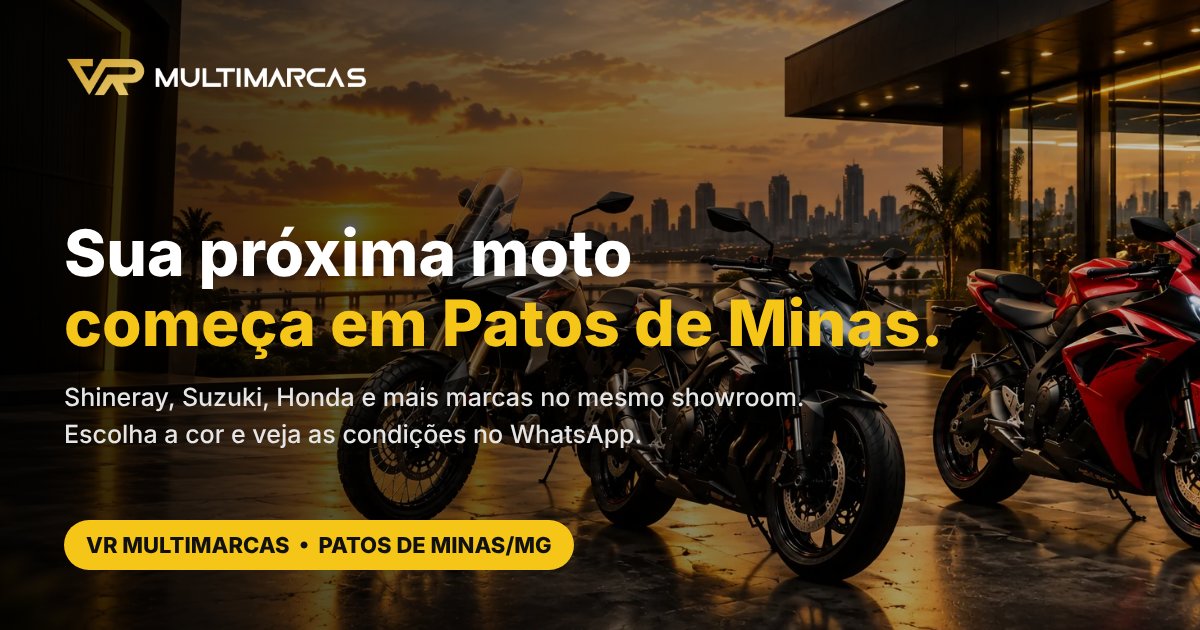 VR MULTIMARCAS
Sua próxima moto
começa em Patos de Minas.
Shineray, Suzuki, Honda e mais marcas no mesmo showroom.
Escolha a cor e veja as condições no WhatsApp.
VR MULTIMARCAS • PATOS DE MINAS/MG